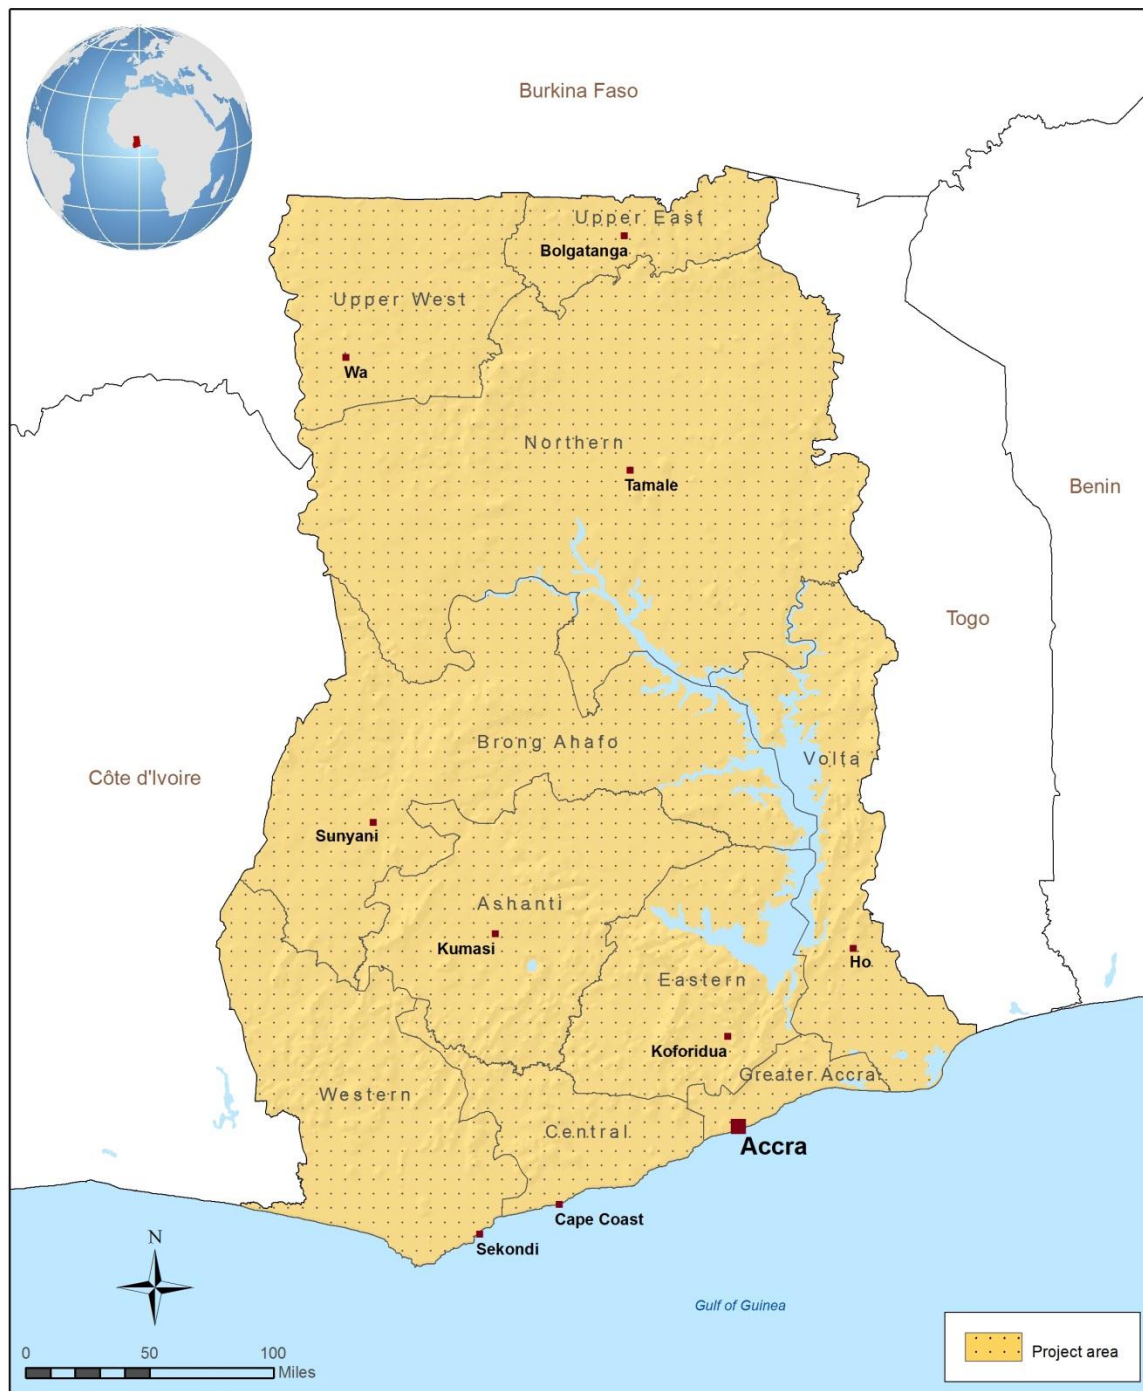 Burkina Faso
Upper East
Bolgatanga
Upper West
Wa
Northern
Tamale
Benin
Togo
Brong Ahafo
Volta
Côte d'Ivoire
Sunyani
Ashanti
Kumasi
Ho
Eastern
Koforidua
Greater Accra
Western
Central
Accra
Cape Coast
Sekondi
N
Gulf of Guinea
Project area
0 50 100
Miles